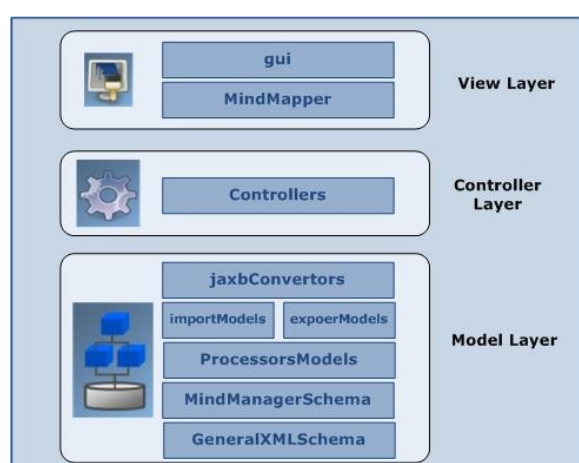 gui
MindMapper
View Layer
Controllers
Controller
Layer
jaxbConvertors
importModels
expoerModels
ProcessorsModels
Model Layer
MindManagerSchema
GeneralXMLSchema